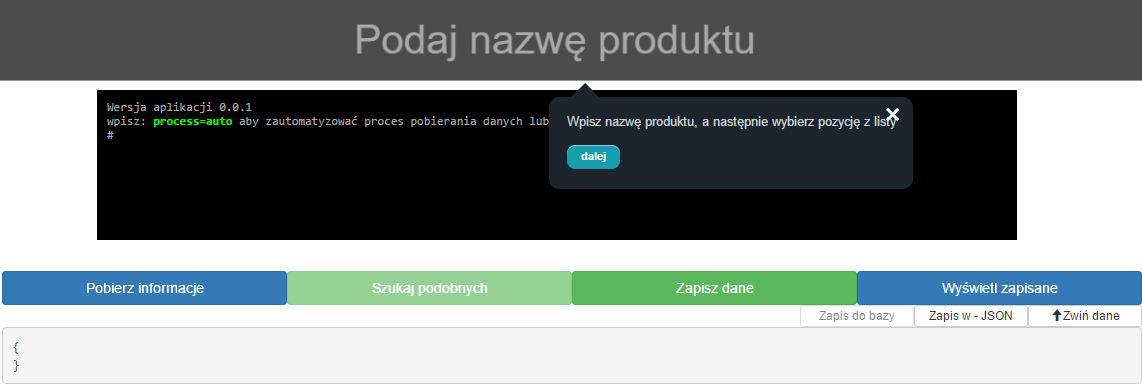 Podaj nazwę produktu
Wersja aplikacji 0.0.1
wpisz: process=auto aby zautomatyzować proces pobierania danych lub
#
Wpisz nazwę produktu, a następnie wybierz pozycję z listy
dalej
Pobierz informacje
Szukaj podobnych
Zapisz dane
Wyświetl zapisane
Zapis do bazy
Zapis w - JSON
Zwiń dane
{
}